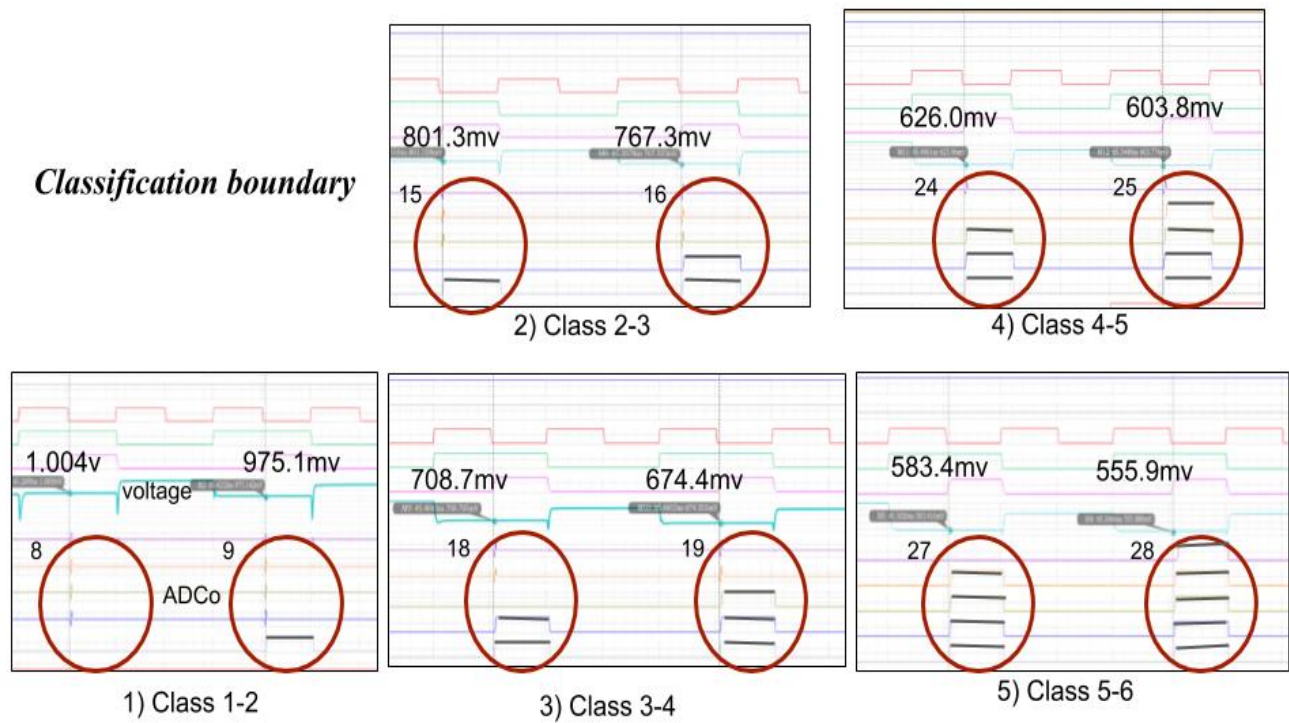 Classification boundary
801.3mv
767.3mv
15
16
2) Class 2-3
626.0mv
603.8mv
24
25
4) Class 4-5
1.004v
975.1mv
voltage
8
9
ADCo
1) Class 1-2
708.7mv
674.4mv
18
19
3) Class 3-4
583.4mv
555.9mv
27
28
5) Class 5-6